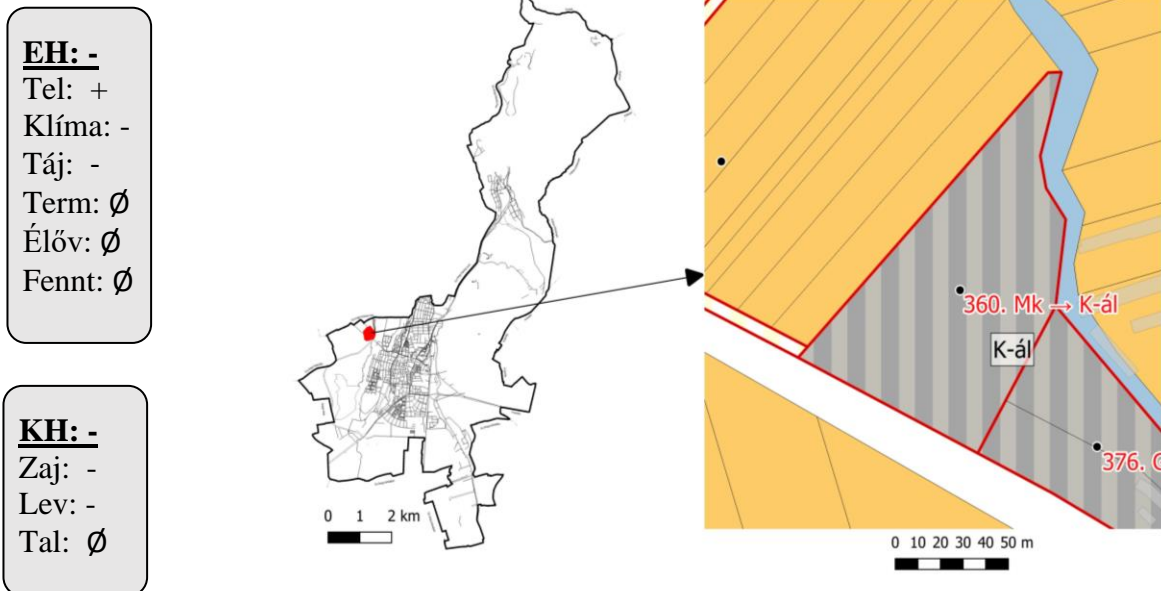 EH: -
Tel: +
Klíma: -
Táj: -
Term: Ø
Élőv: Ø
Fennt: Ø
KH: -
Zaj: -
Lev: -
Tal: Ø
0 1 2 km
360. Mk → K-ál
K-ál
376.
0 10 20 30 40 50 m